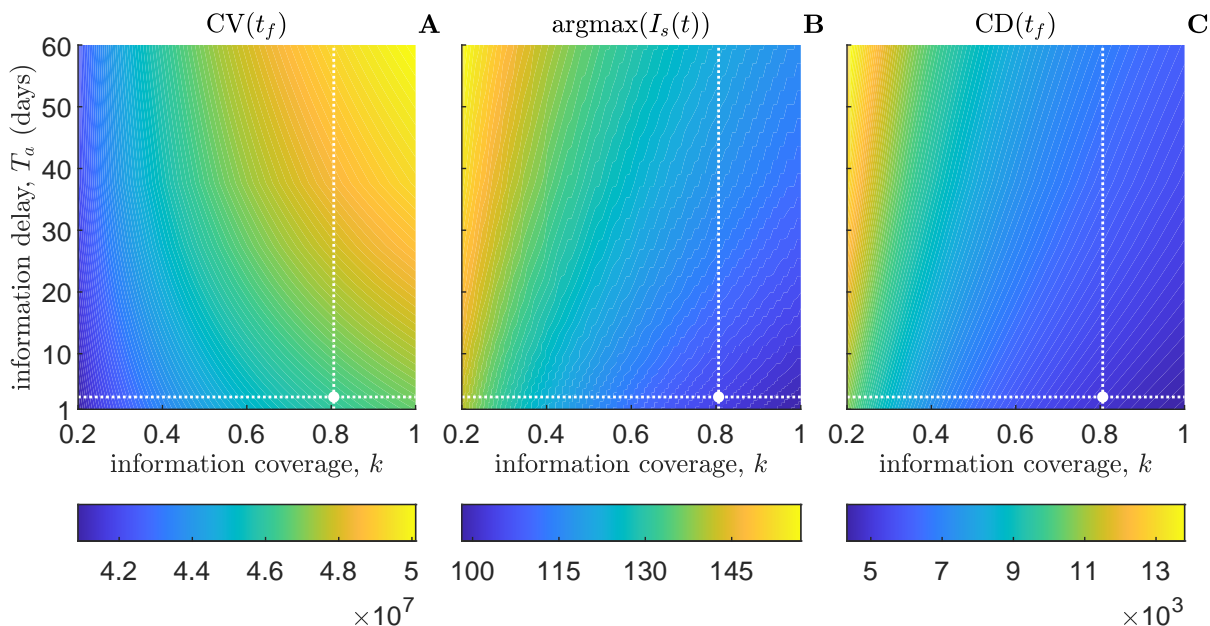 CV(t_f) A argmax(I_s(t)) B CD(t_f) C
information delay, T_a (days)
60
50
40
30
20
10
1
0.2 0.4 0.6 0.8 1 0.2 0.4 0.6 0.8 1 0.2 0.4 0.6 0.8 1
information coverage, k information coverage, k information coverage, k
4.2 4.4 4.6 4.8 5 100 115 130 145 5 7 9 11 13
×10^7 ×10^3